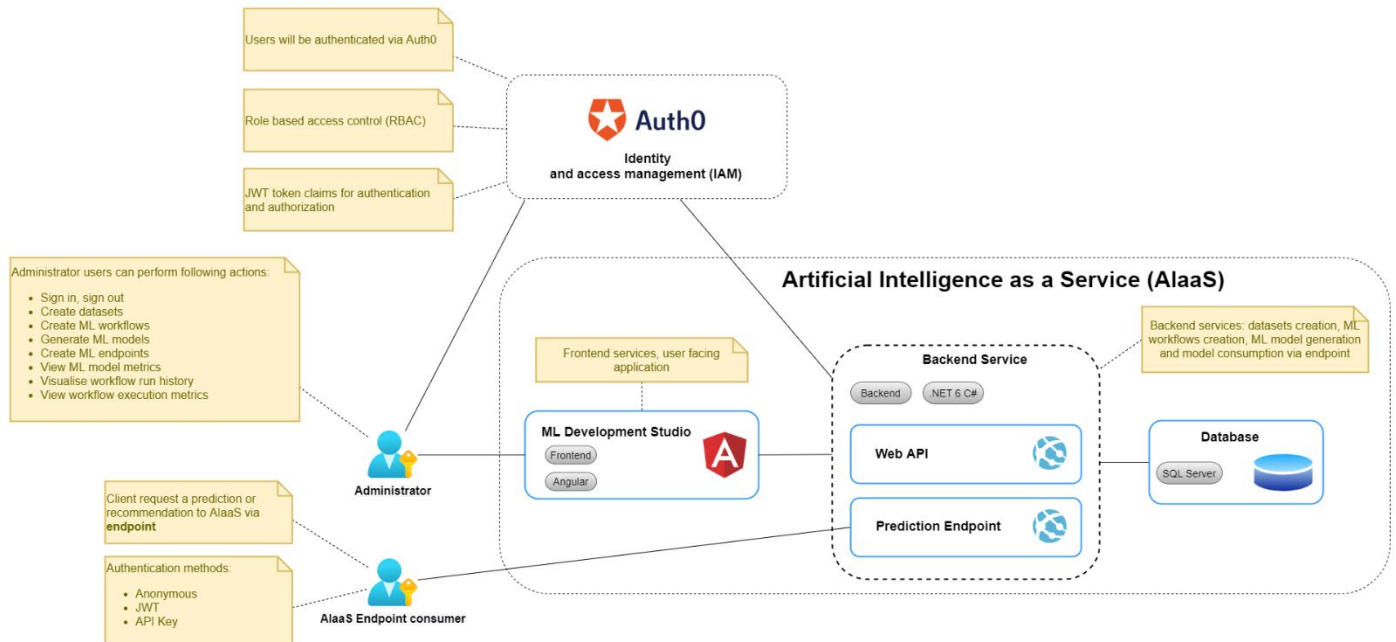 Users will be authenticated via Auth0
Role based access control (RBAC)
JWT token claims for authentication
and authorization
Auth0
Identity
and access management (IAM)
Administrator users can perform following actions:
Sign in, sign out
Create datasets
Create ML workflows
Generate ML models
Create ML endpoints
View ML model metrics
Visualise workflow run history
View workflow execution metrics
Artificial Intelligence as a Service (AIaaS)
Backend services: datasets creation, ML
workflows creation, ML model generation
and model consumption via endpoint
Frontend services, user facing
application
Backend Service
Backend
.NET 6 C#
ML Development Studio
Frontend
Angular
A
Web API
Database
SQL Server
Administrator
Client request a prediction or
recommendation to AIaaS via
endpoint
Prediction Endpoint
Authentication methods:
Anonymous
JWT
API Key
AIaaS Endpoint consumer